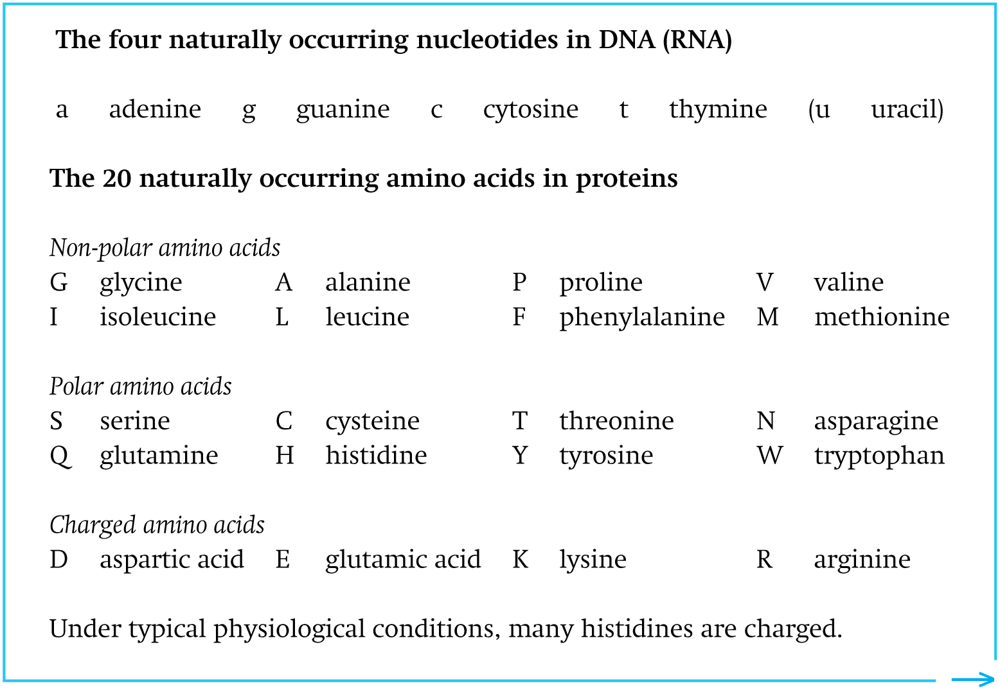 The four naturally occurring nucleotides in DNA (RNA)
a adenine g guanine c cytosine t thymine (u uracil)
The 20 naturally occurring amino acids in proteins
Non-polar amino acids
G glycine A alanine P proline V valine
I isoleucine L leucine F phenylalanine M methionine
Polar amino acids
S serine C cysteine T threonine N asparagine
Q glutamine H histidine Y tyrosine W tryptophan
Charged amino acids
D aspartic acid E glutamic acid K lysine R arginine
Under typical physiological conditions, many histidines are charged.